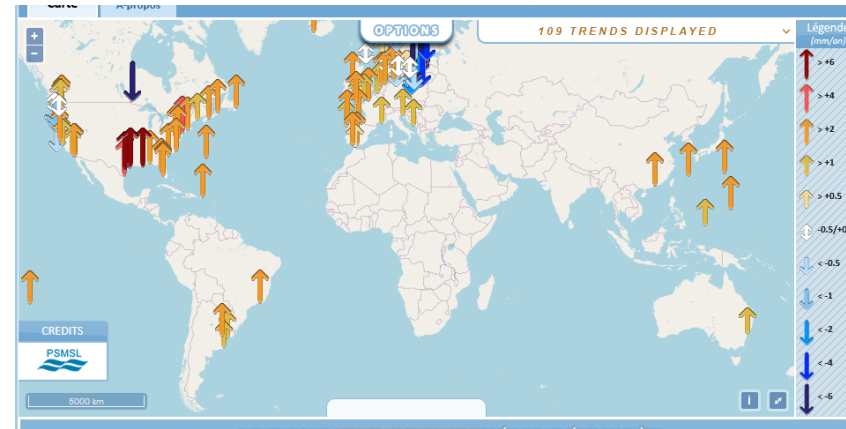 Carte A-propos
+
-
OPTIONS
109 TRENDS DISPLAYED
Légende
(mm/an)
> +6
> +4
> +2
> +1
> +0.5
-0.5/+0
< -0.5
< -1
< -2
< -4
< -6
CREDITS
PSMSL
5000 km
i